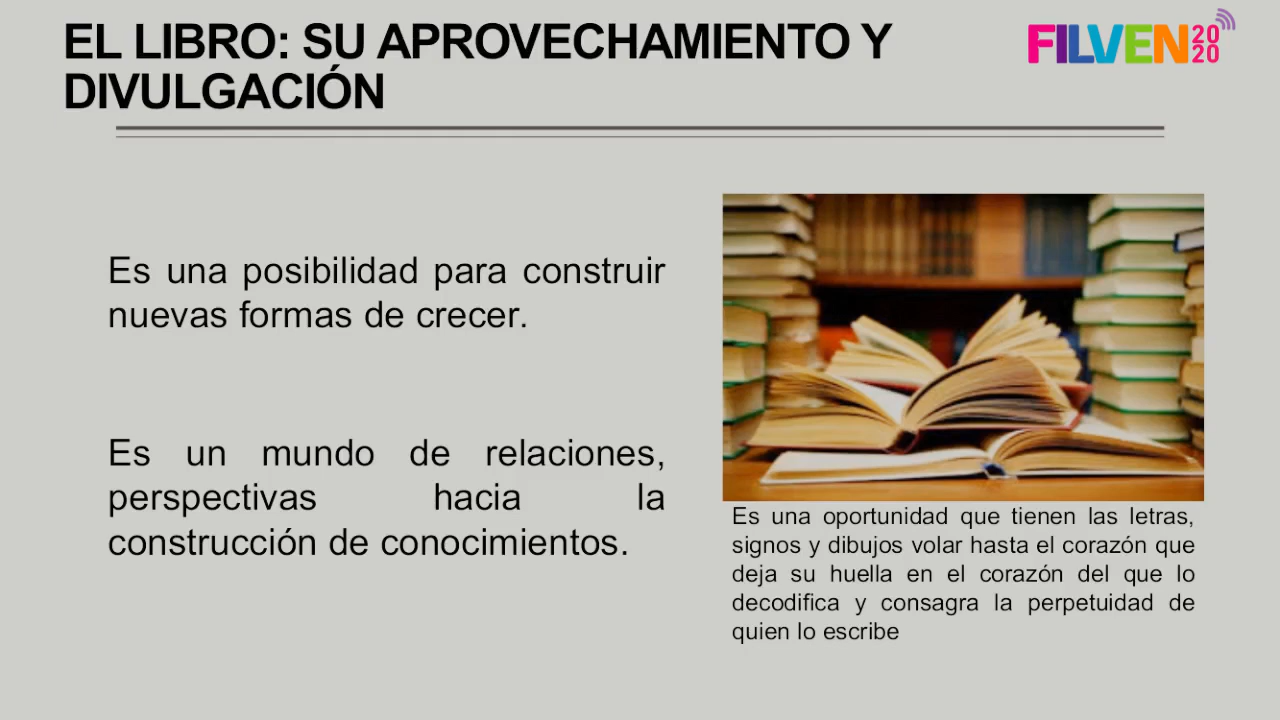 EL LIBRO: SU APROVECHAMIENTO Y
DIVULGACIÓN
FILVEN 2020
Es una posibilidad para construir
nuevas formas de crecer.
Es un mundo de relaciones,
perspectivas hacia la
construcción de conocimientos.
Es una oportunidad que tienen las letras,
signos y dibujos volar hasta el corazón que
deja su huella en el corazón del que lo
decodifica y consagra la perpetuidad de
quien lo escribe